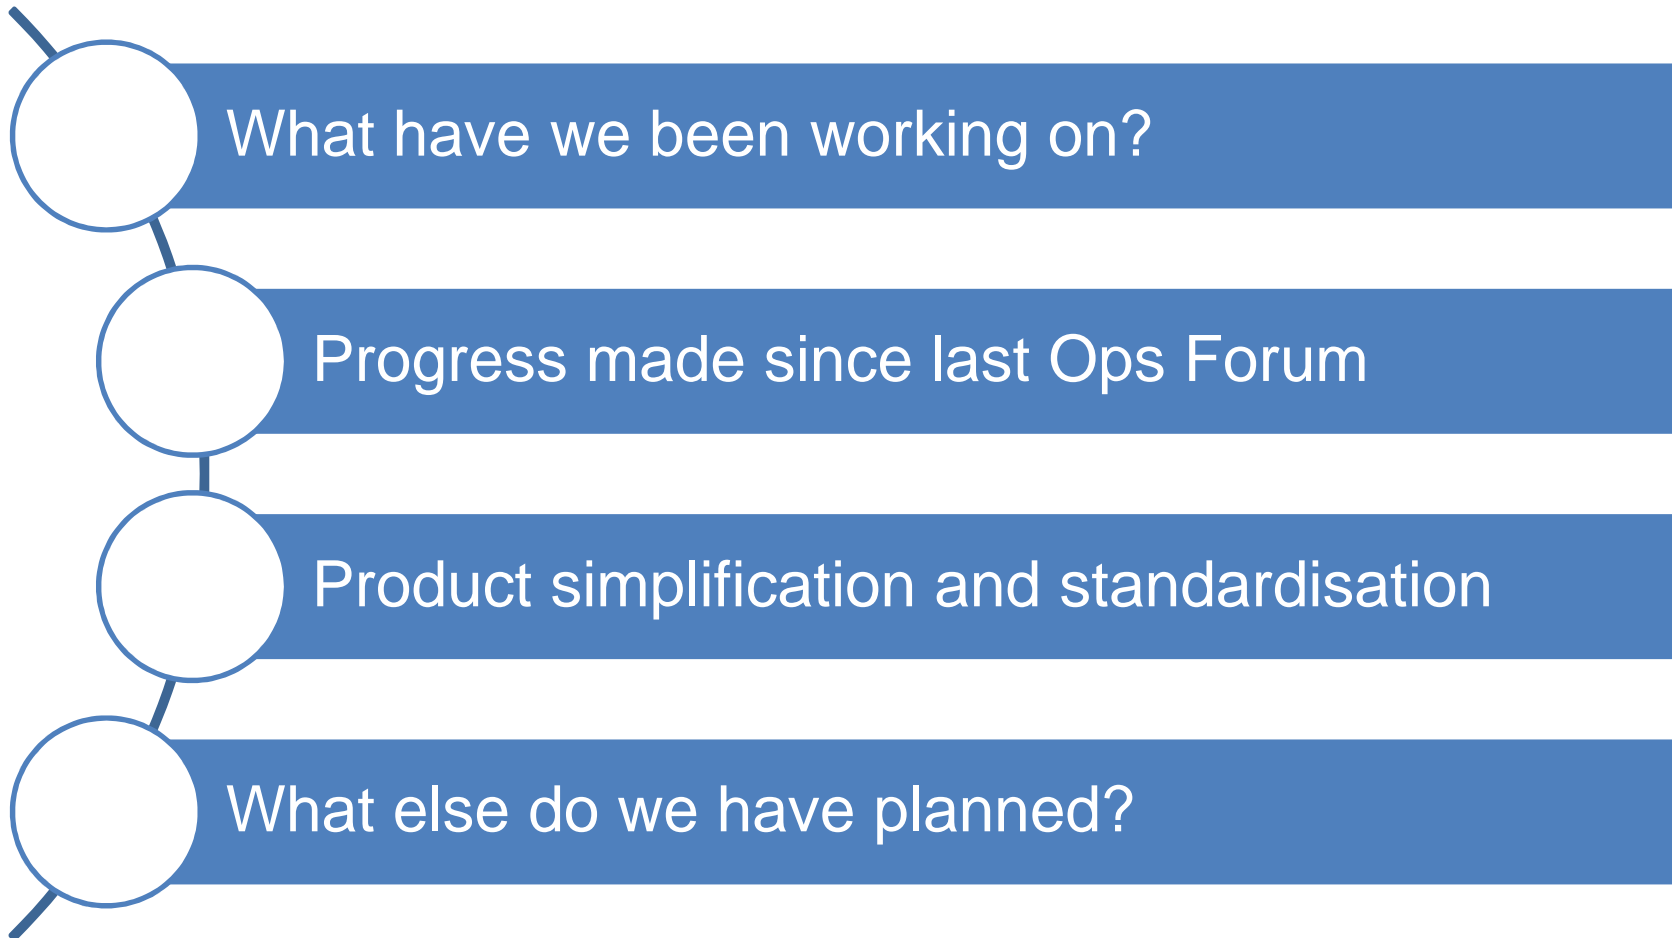 What have we been working on?
Progress made since last Ops Forum
Product simplification and standardisation
What else do we have planned?